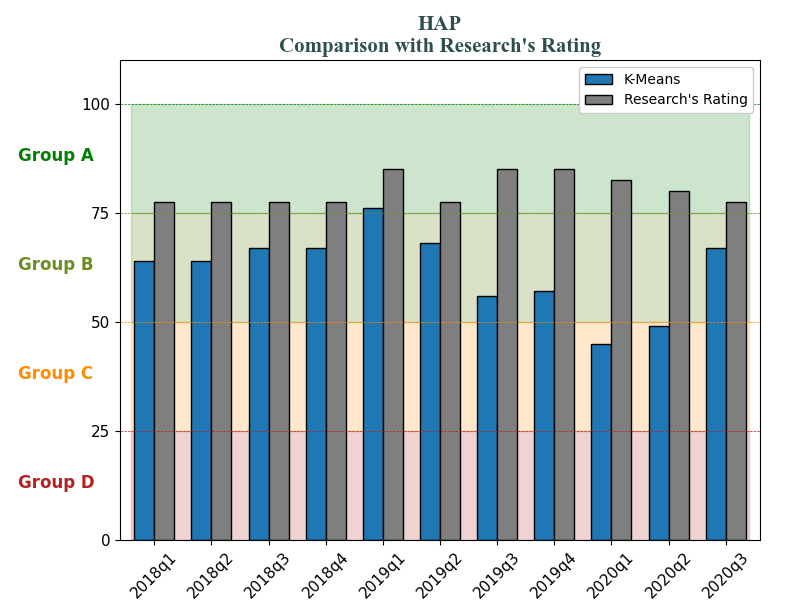 HAP
Comparison with Research's Rating
K-Means
Research's Rating
100
Group A
75
Group B
50
Group C
25
Group D
0
2018q1
2018q2
2018q3
2018q4
2019q1
2019q2
2019q3
2019q4
2020q1
2020q2
2020q3